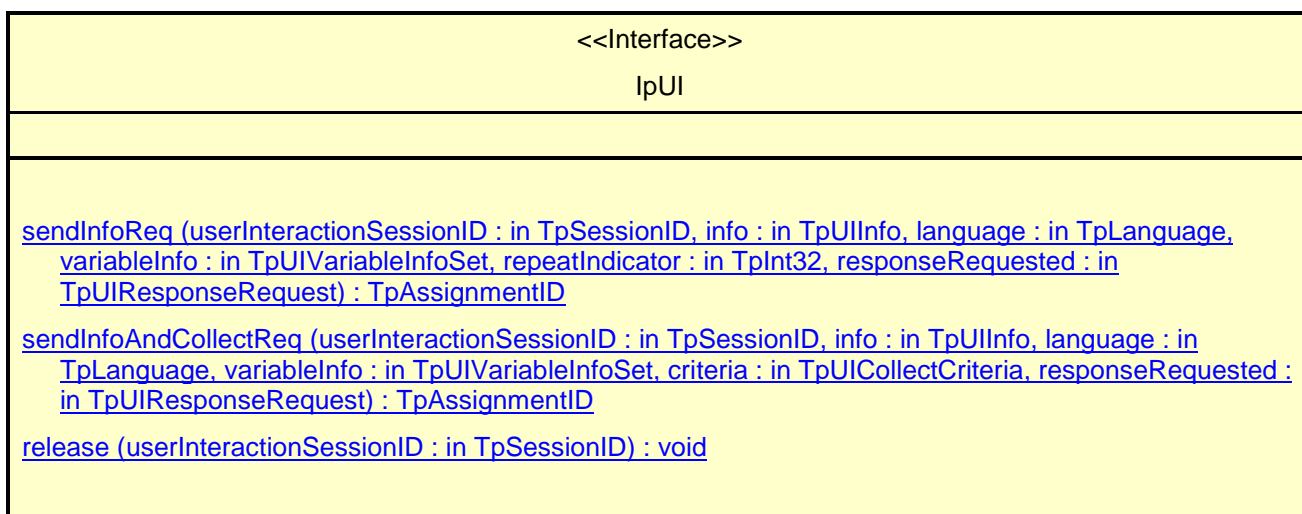 <<Interface>>
IpUI
sendInfoReq (userInteractionSessionID : in TpSessionID, info : in TpUIInfo, language : in TpLanguage,
variableInfo : in TpUIVariableInfoSet, repeatIndicator : in TpInt32, responseRequested : in
TpUIResponseRequest) : TpAssignmentID
sendInfoAndCollectReq (userInteractionSessionID : in TpSessionID, info : in TpUIInfo, language : in
TpLanguage, variableInfo : in TpUIVariableInfoSet, criteria : in TpUICollectCriteria, responseRequested :
in TpUIResponseRequest) : TpAssignmentID
release (userInteractionSessionID : in TpSessionID) : void